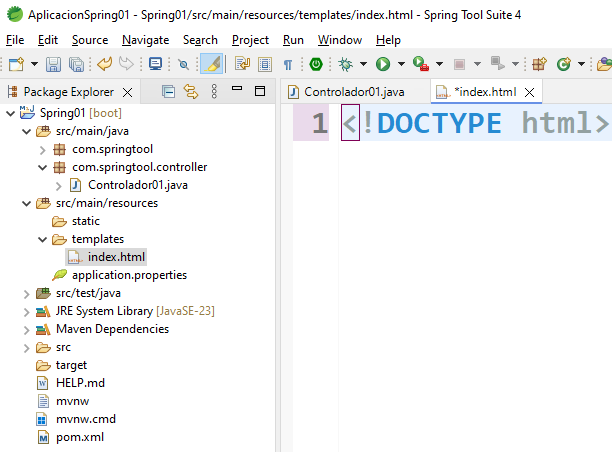 AplicacionSpring01 - Spring01/src/main/resources/templates/index.html - Spring Tool Suite 4
File Edit Source Navigate Search Project Run Window Help
Package Explorer
Controlador01.java
*index.html
Spring01 [boot]
src/main/java
com.springtool
com.springtool.controller
Controlador01.java
src/main/resources
static
templates
index.html
application.properties
src/test/java
JRE System Library [JavaSE-23]
Maven Dependencies
src
target
HELP.md
mvnw
mvnw.cmd
pom.xml
1 <!DOCTYPE html>